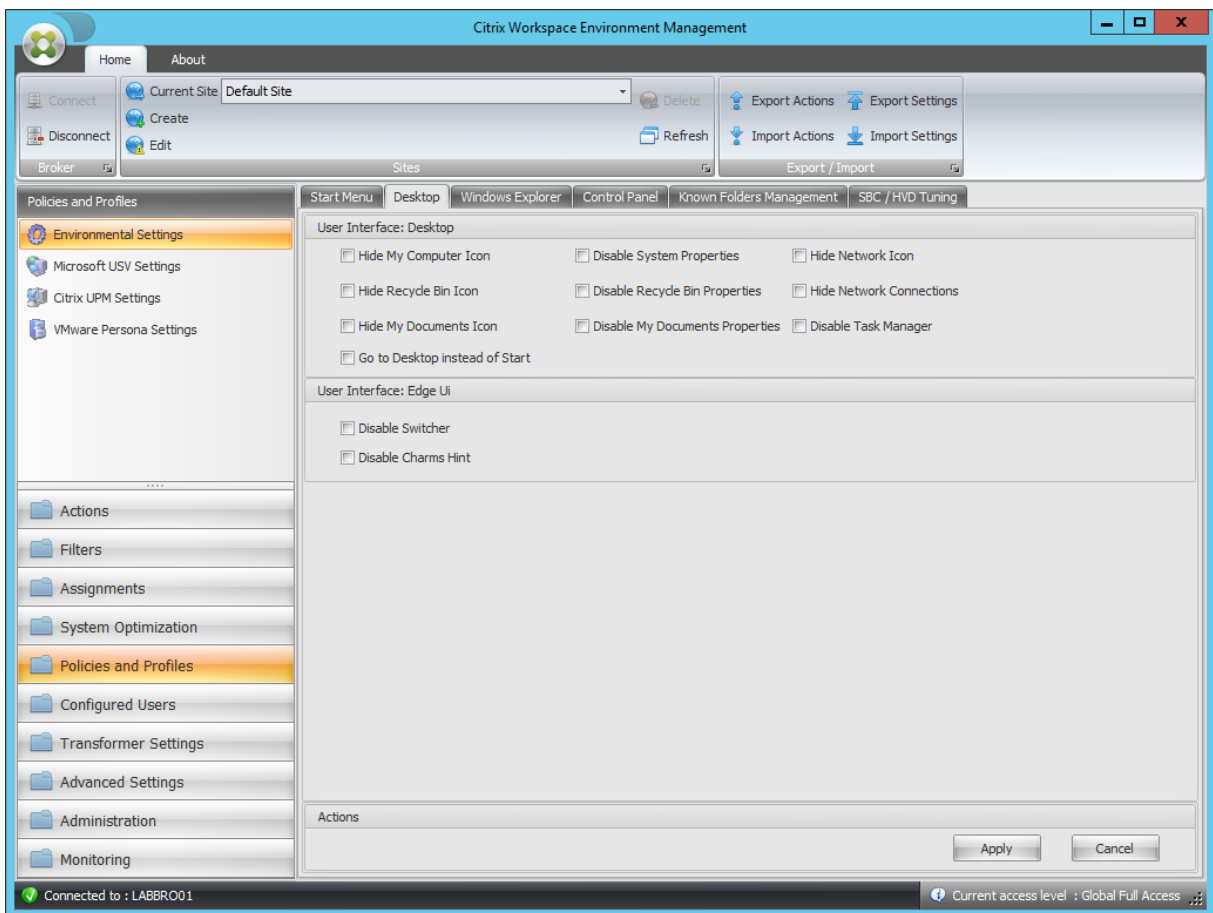 Citrix Workspace Environment Management
Home About
Connect
Disconnect
Broker
Current Site Default Site
Create
Edit
Delete
Refresh
Sites
Export Actions Export Settings
Import Actions Import Settings
Export / Import
Policies and Profiles
Environmental Settings
Microsoft USV Settings
Citrix UPM Settings
VMware Persona Settings
Actions
Filters
Assignments
System Optimization
Policies and Profiles
Configured Users
Transformer Settings
Advanced Settings
Administration
Monitoring
Start Menu Desktop Windows Explorer Control Panel Known Folders Management SBC / HVD Tuning
User Interface: Desktop
Hide My Computer Icon Disable System Properties Hide Network Icon
Hide Recycle Bin Icon Disable Recycle Bin Properties Hide Network Connections
Hide My Documents Icon Disable My Documents Properties Disable Task Manager
Go to Desktop instead of Start
User Interface: Edge Ui
Disable Switcher
Disable Charms Hint
Actions
Apply Cancel
Connected to : LABBRO01
Current access level : Global Full Access